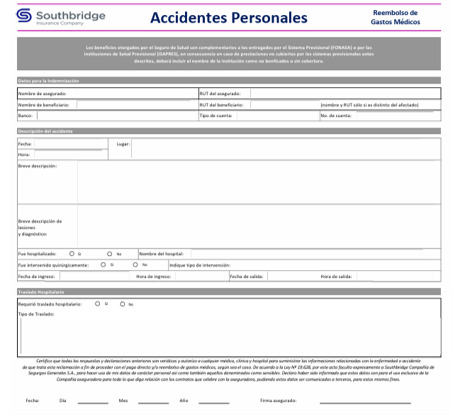 Southbridge
Insurance Company
Accidentes Personales
Reembolso de
Gastos Médicos
Los beneficios otorgados por el Seguro de Salud son complementarios a los entregados por el Sistema Previsional (FONASA) o por las
Instituciones de Salud Previsional (ISAPRES), en consecuencia en caso de prestaciones no cubiertas por los sistemas previsionales antes
descritos, deberá incluir el nombre de la institución como no bonificados o sin cobertura.
Datos para la Indemnización
Nombre de asegurado: RUT del asegurado:
Nombre de beneficiario: RUT del beneficiario: (nombre y RUT sólo si es distinto del afectado)
Banco: Tipo de cuenta: No. de cuenta:
Descripción del accidente
Fecha: Lugar:
Hora:
Breve descripción:
Breve descripción de
lesiones
y diagnóstico:
Fue hospitalizado: Si No Nombre del hospital:
Fue intervenido quirúrgicamente: Si No Indique tipo de intervención:
Fecha de ingreso: Hora de ingreso: Fecha de salida: Hora de salida:
Traslado Hospitalario
Requirió traslado hospitalario: Si No
Tipo de Traslado:
Certifico que todas las respuestas y declaraciones anteriores son verídicas y autorizo a cualquier médico, clínica y hospital para suministrar las informaciones relacionadas con la enfermedad o accidente
de que trata esta reclamación a fin de proceder con el pago directo y/o reembolso de gastos médicos, según sea el caso. De acuerdo a la Ley Nº 19.628, por este acto faculto expresamente a Southbridge Compañía de
Seguros Generales S.A., para hacer uso de mis datos de carácter personal así como también aquellos denominados como sensibles. Declaro haber sido informado que estos datos son para el uso exclusivo de la
Compañía aseguradora para todo lo que diga relación con los contratos que celebre con la aseguradora, pudiendo estos datos ser comunicados a terceros, para estos mismos fines.
Fecha Día Mes Año Firma asegurado: